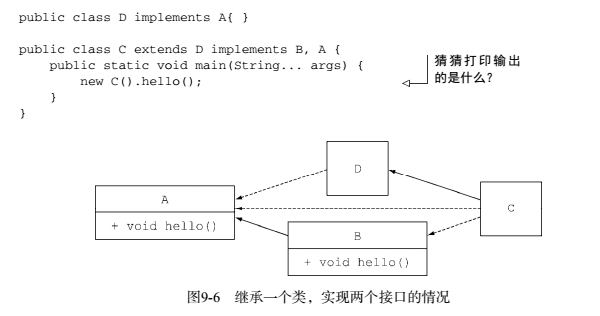 public class D implements A{ }
public class C extends D implements B, A {
public static void main(String... args) {
new C().hello();
}
}
猜猜打印输出
的是什么?
D
A
+ void hello()
C
B
+ void hello()
图9-6 继承一个类，实现两个接口的情况